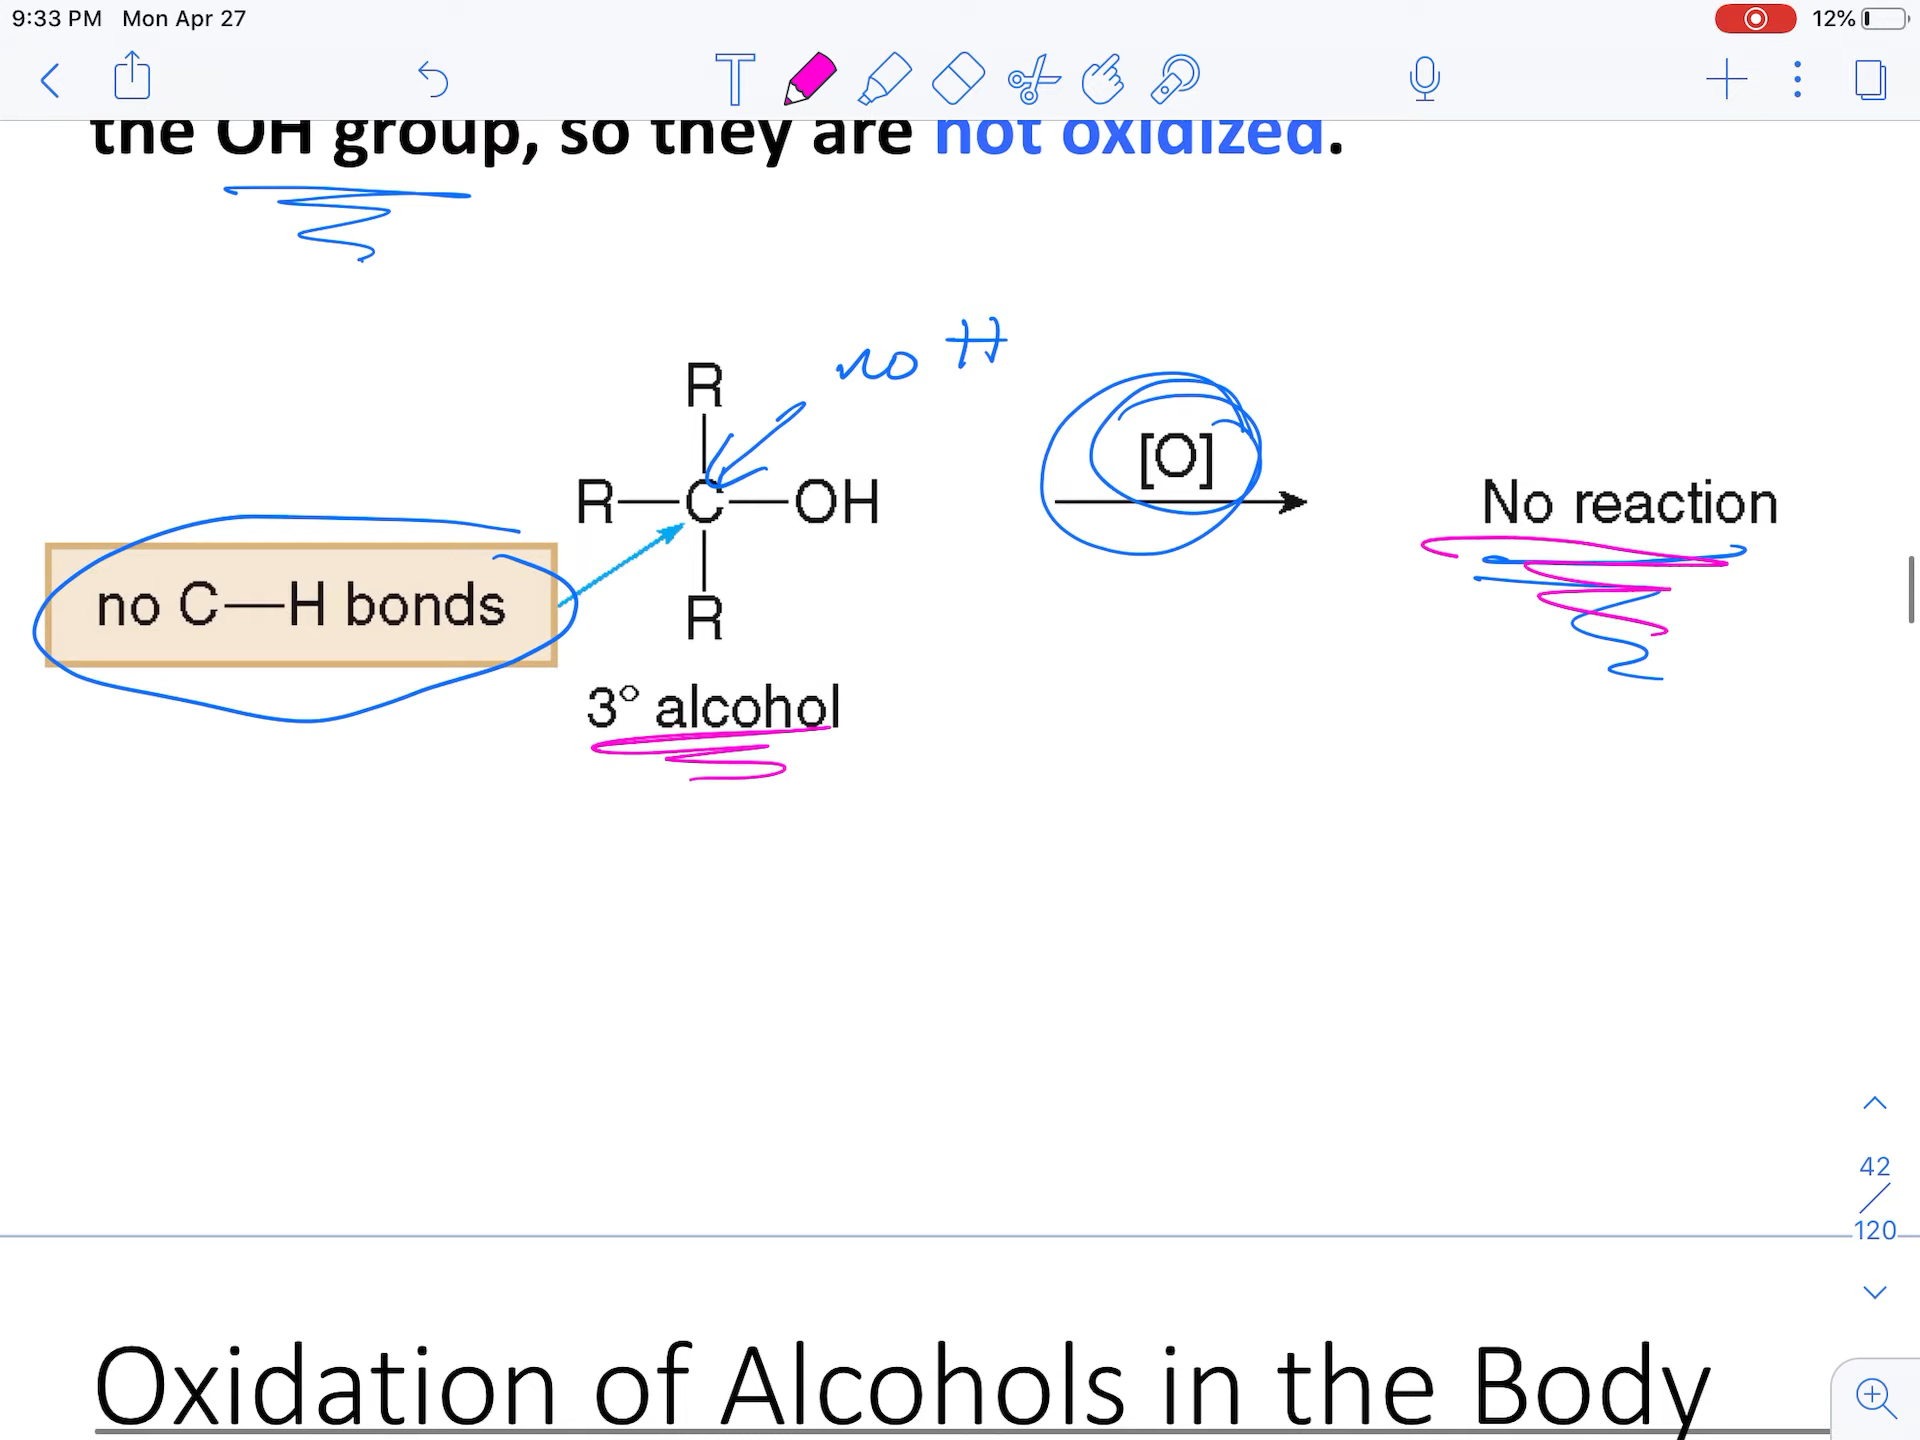 9:33 PM Mon Apr 27 12%
T
the OH group, so they are not oxidized.
no H
R
[O]
R—C—OH
No reaction
no C—H bonds
R
3° alcohol
42
/
120
Oxidation of Alcohols in the Body